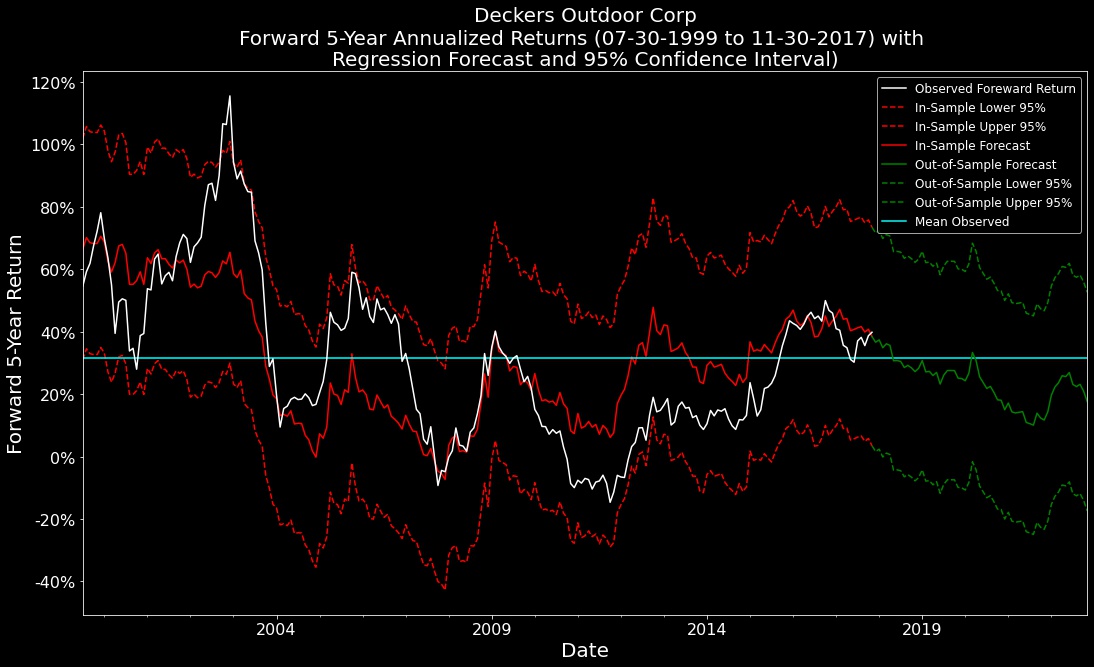 Deckers Outdoor Corp
Forward 5-Year Annualized Returns (07-30-1999 to 11-30-2017) with
Regression Forecast and 95% Confidence Interval)
120%
100%
80%
60%
40%
20%
0%
-20%
-40%
Forward 5-Year Return
Observed Foreward Return
In-Sample Lower 95%
In-Sample Upper 95%
In-Sample Forecast
Out-of-Sample Forecast
Out-of-Sample Lower 95%
Out-of-Sample Upper 95%
Mean Observed
2004 2009 2014 2019
Date